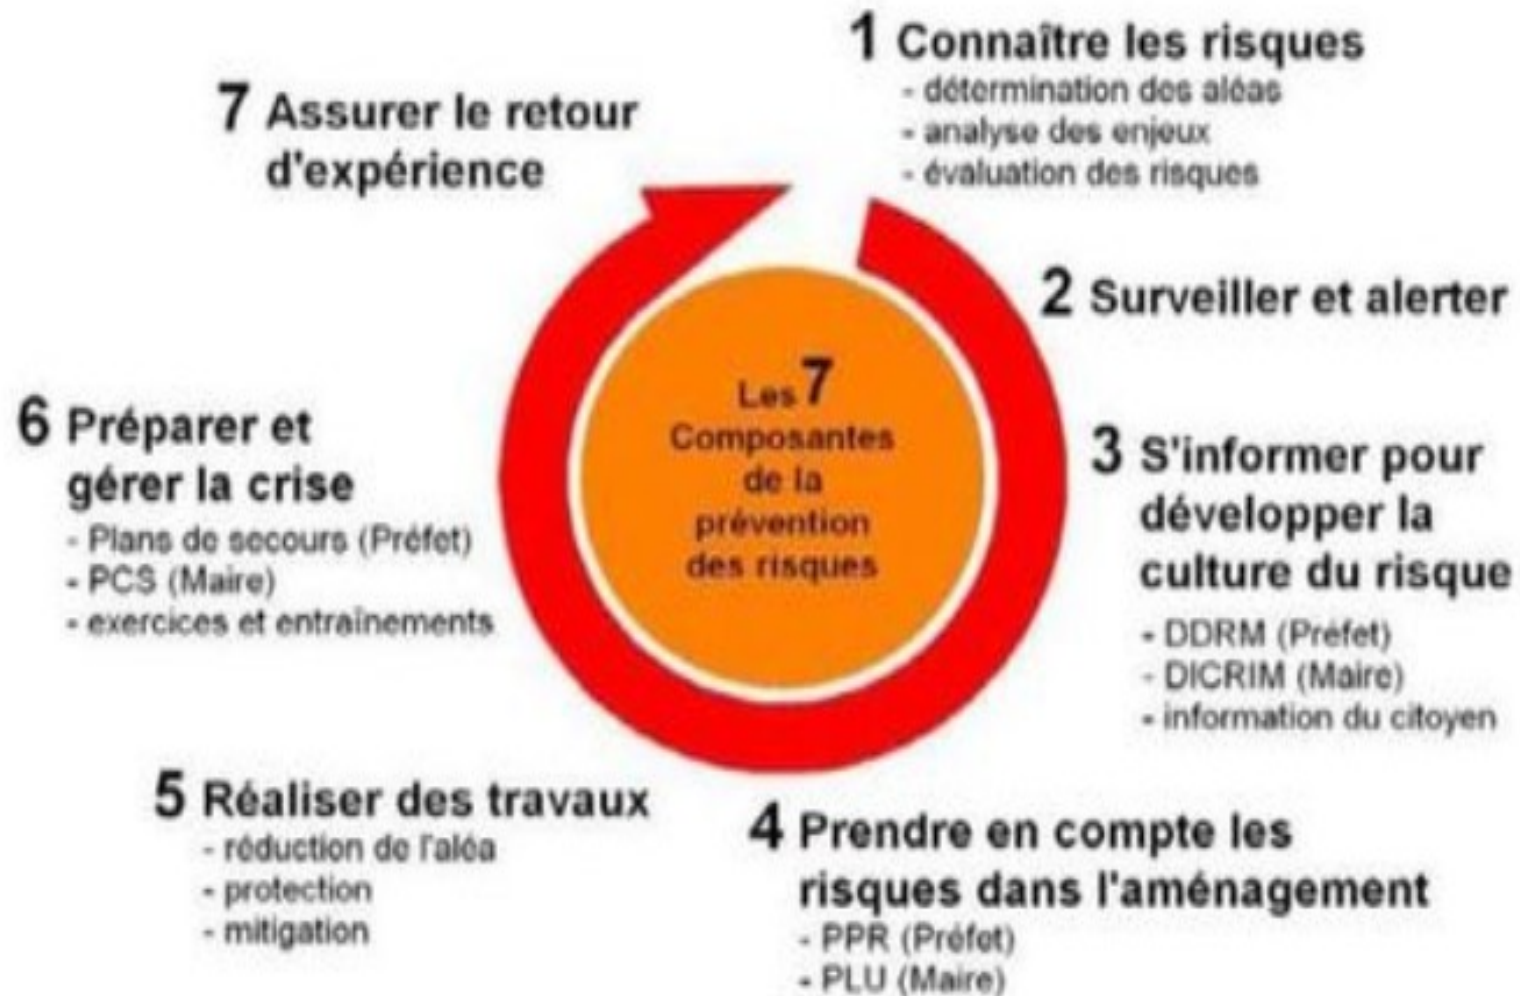 1 Connaître les risques
- détermination des aléas
- analyse des enjeux
- évaluation des risques
2 Surveiller et alerter
3 S'informer pour
développer la
culture du risque
- DDRM (Préfet)
- DICRIM (Maire)
- information du citoyen
4 Prendre en compte les
risques dans l'aménagement
- PPR (Préfet)
- PLU (Maire)
5 Réaliser des travaux
- réduction de l'aléa
- protection
- mitigation
6 Préparer et
gérer la crise
- Plans de secours (Préfet)
- PCS (Maire)
- exercices et entraînements
7 Assurer le retour
d'expérience
Les 7
Composantes
de la
prévention
des risques